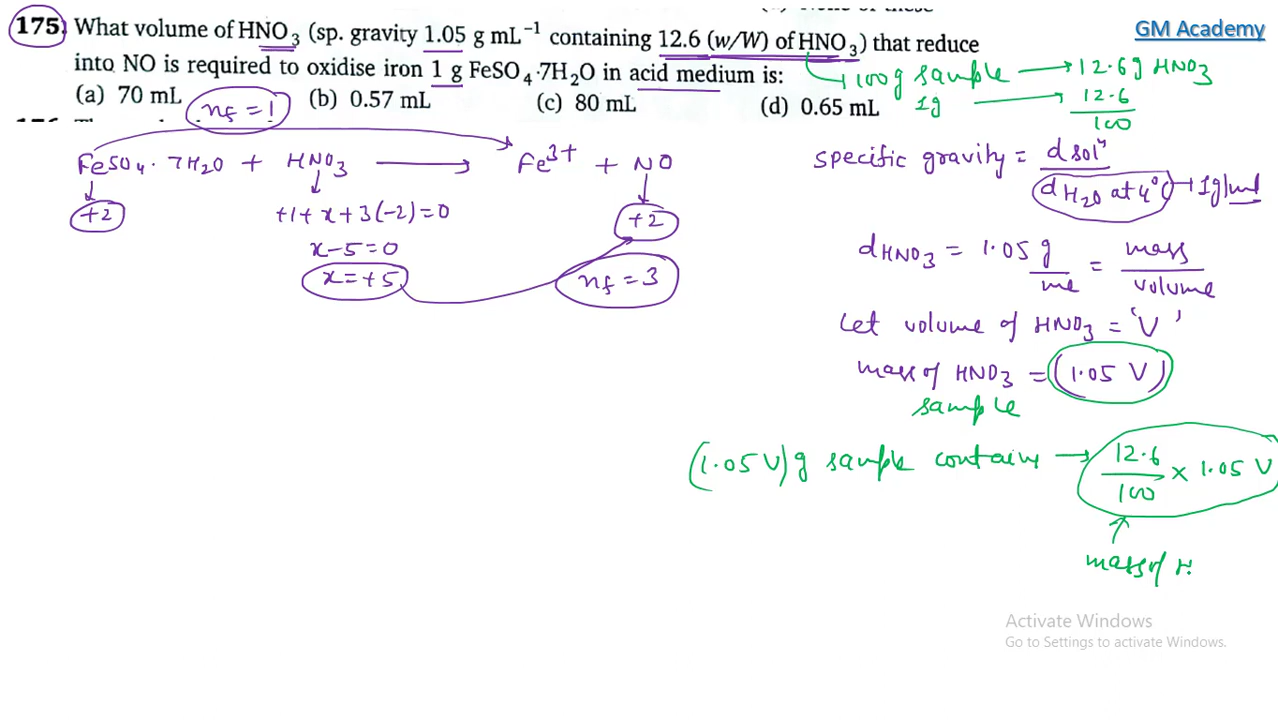 GM Academy
175. What volume of HNO₃ (sp. gravity 1.05 g mL⁻¹ containing 12.6 (w/W) of HNO₃) that reduce
into NO is required to oxidise iron 1 g FeSO₄·7H₂O in acid medium is:
(a) 70 mL (b) 0.57 mL (c) 80 mL (d) 0.65 mL
100g sample → 12.6g HNO₃
1g → 12.6/100
nf = 1
FeSO₄·7H₂O + HNO₃ → Fe³⁺ + NO
+2
+1 + x + 3(-2) = 0
+2
x - 5 = 0
x = +5
nf = 3
specific gravity = dsolⁿ / dH₂O at 4°C → 1g/ml
dHNO₃ = 1.05 g/ml = mass/volume
Let volume of HNO₃ = 'V'
mass of HNO₃ = (1.05 V)
sample
(1.05 V) g sample contains → 12.6/100 × 1.05 V
mass of
Activate Windows
Go to Settings to activate Windows.